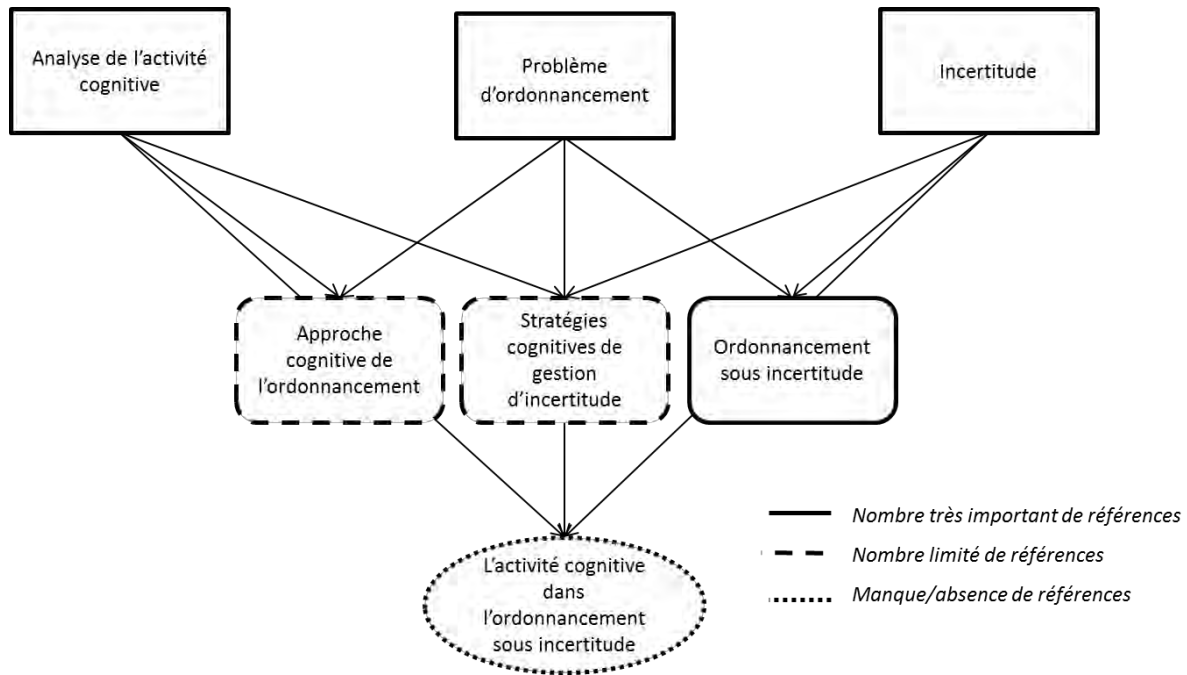 Analyse de l’activité
cognitive
Problème
d’ordonnancement
Incertitude
Approche
cognitive de
l’ordonnancement
Stratégies
cognitives de
gestion
d’incertitude
Ordonnancement
sous incertitude
L’activité cognitive
dans
l’ordonnancement
sous incertitude
Nombre très important de références
Nombre limité de références
Manque/absence de références